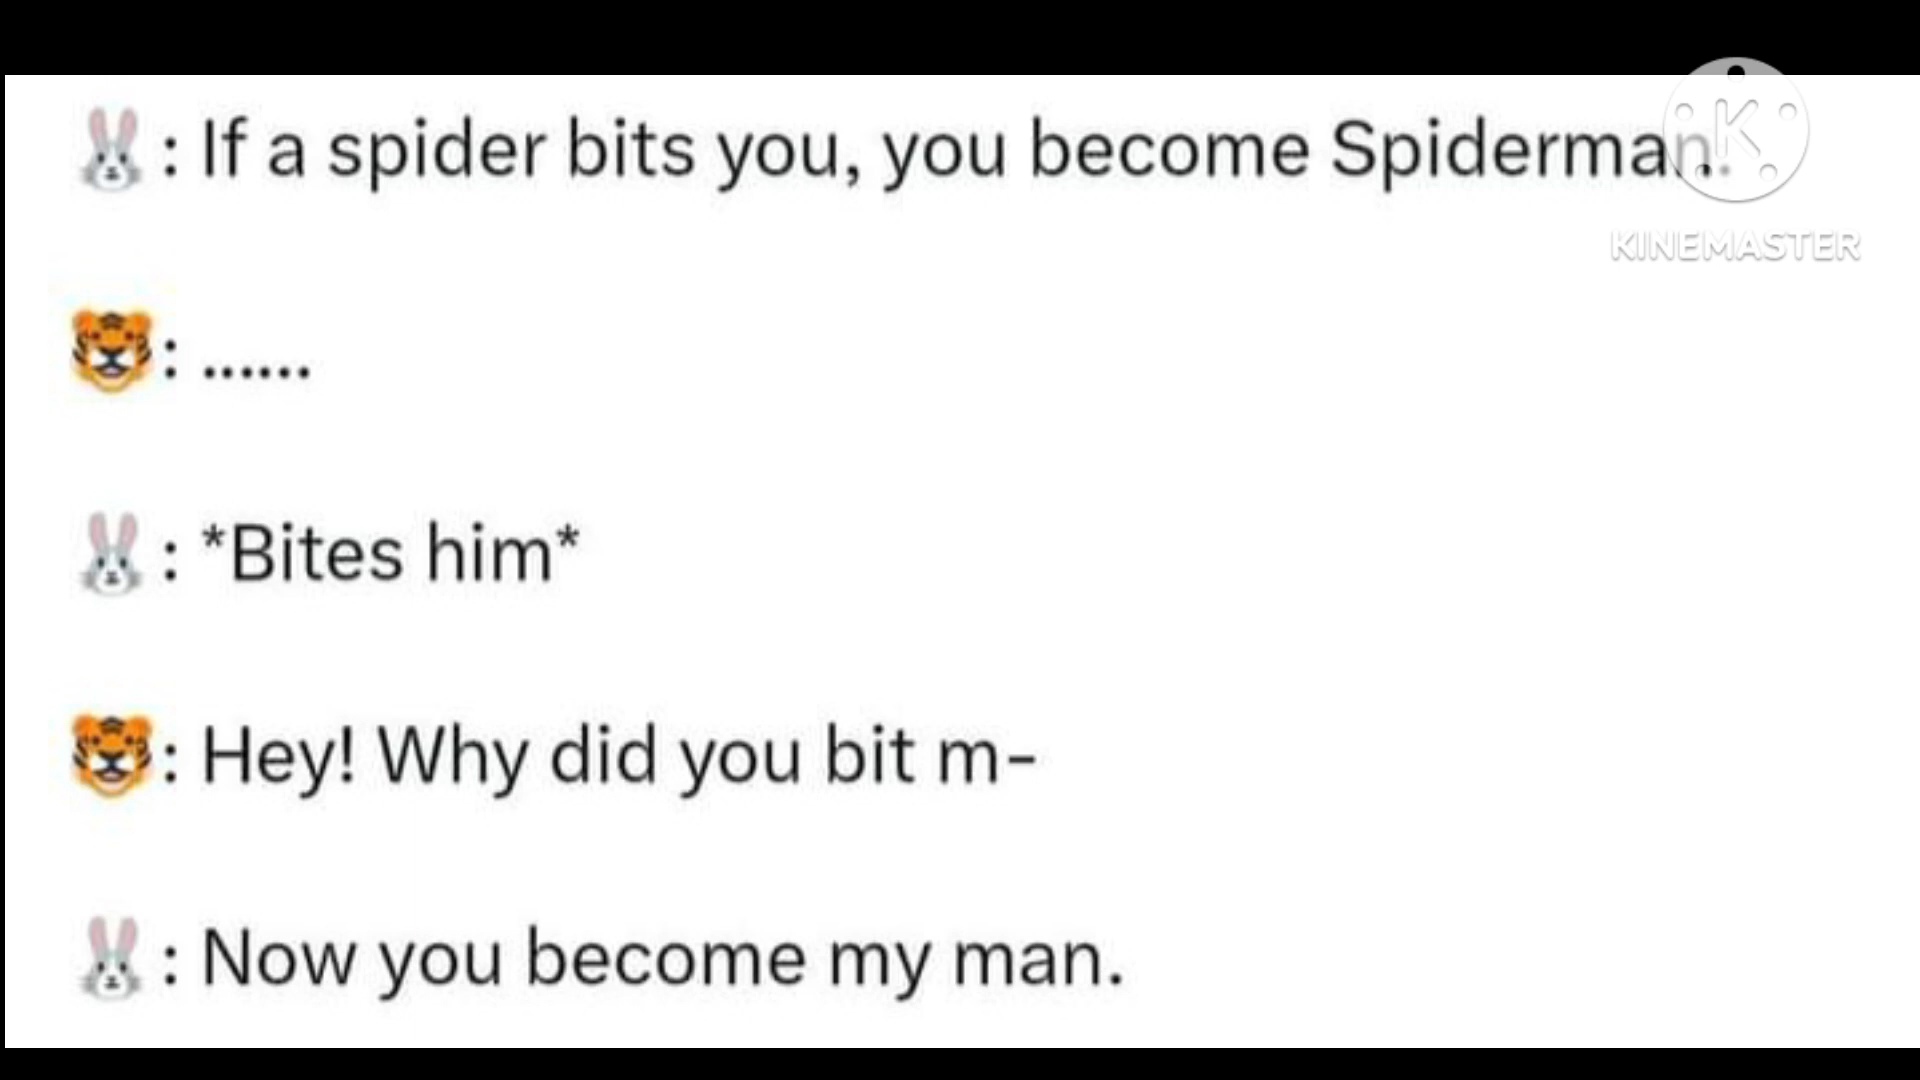 🐰: If a spider bits you, you become Spiderman.
KINEMASTER
🐯: ......
🐰: *Bites him*
🐯: Hey! Why did you bit m-
🐰: Now you become my man.